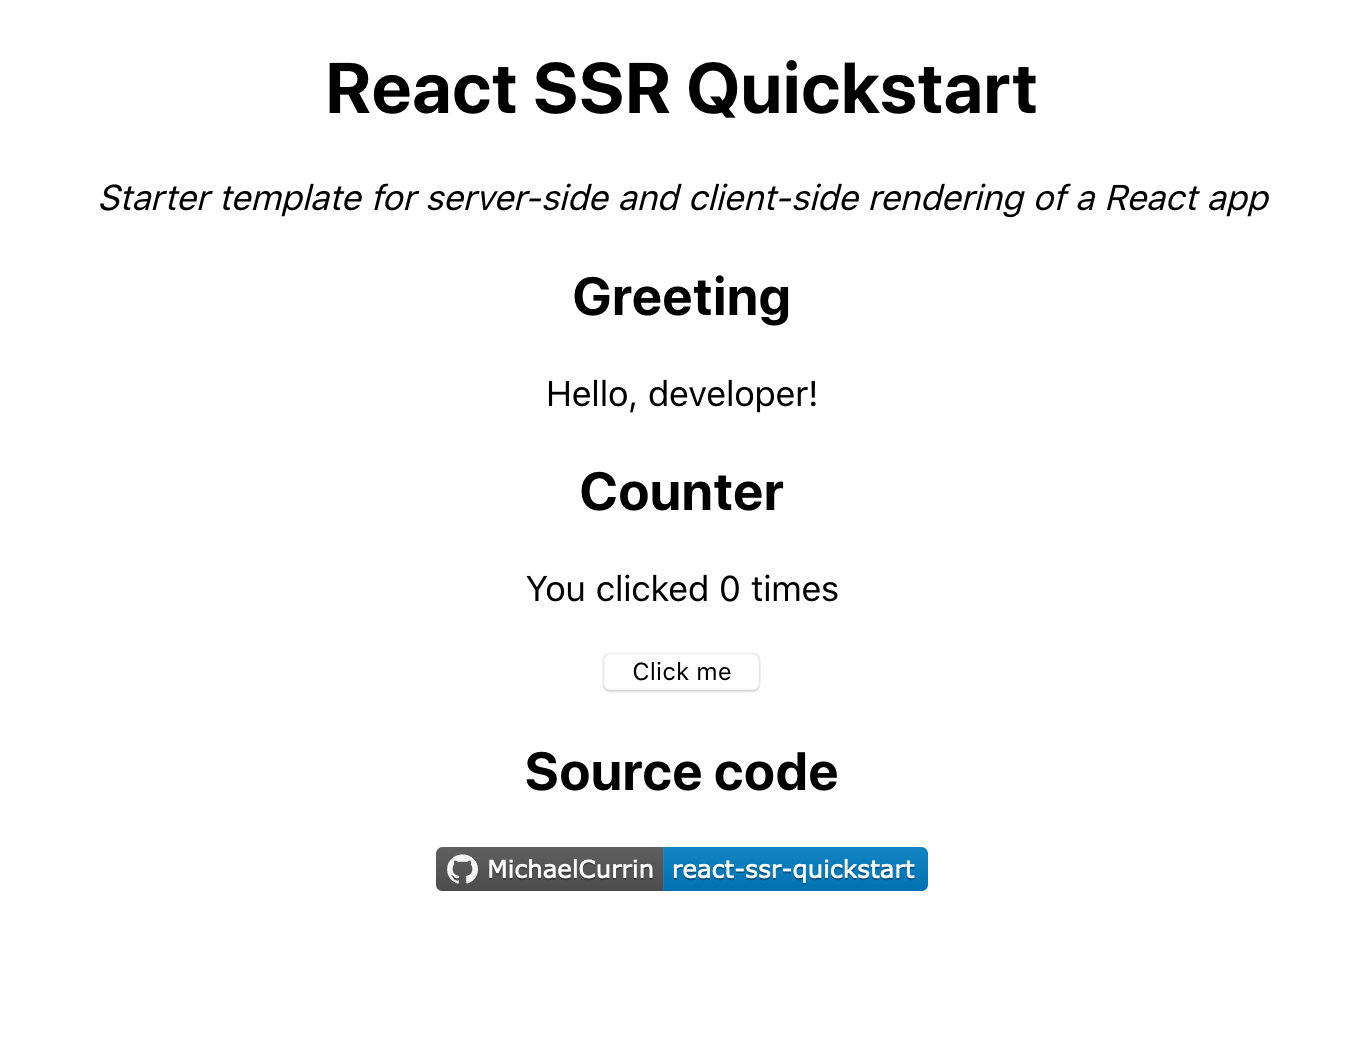 React SSR Quickstart
Starter template for server-side and client-side rendering of a React app
Greeting
Hello, developer!
Counter
You clicked 0 times
Click me
Source code
MichaelCurrin react-ssr-quickstart